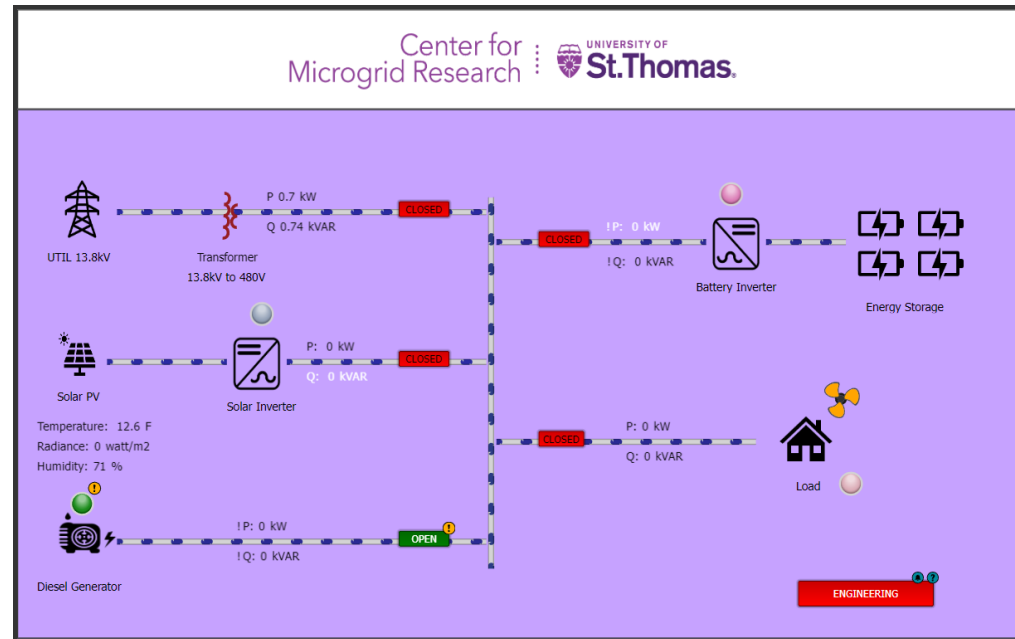 Center for
Microgrid Research
UNIVERSITY OF
St.Thomas.
P 0.7 kW
CLOSED
Q 0.74 kVAR
UTIL 13.8kV
Transformer
13.8kV to 480V
!P: 0 kW
CLOSED
!Q: 0 kVAR
Battery Inverter
Energy Storage
P: 0 kW
CLOSED
Q: 0 kVAR
Solar PV
Solar Inverter
Temperature: 12.6 F
Radiance: 0 watt/m2
Humidity: 71 %
P: 0 kW
CLOSED
Q: 0 kVAR
Load
!
!P: 0 kW
OPEN
!
!Q: 0 kVAR
Diesel Generator
ENGINEERING
?